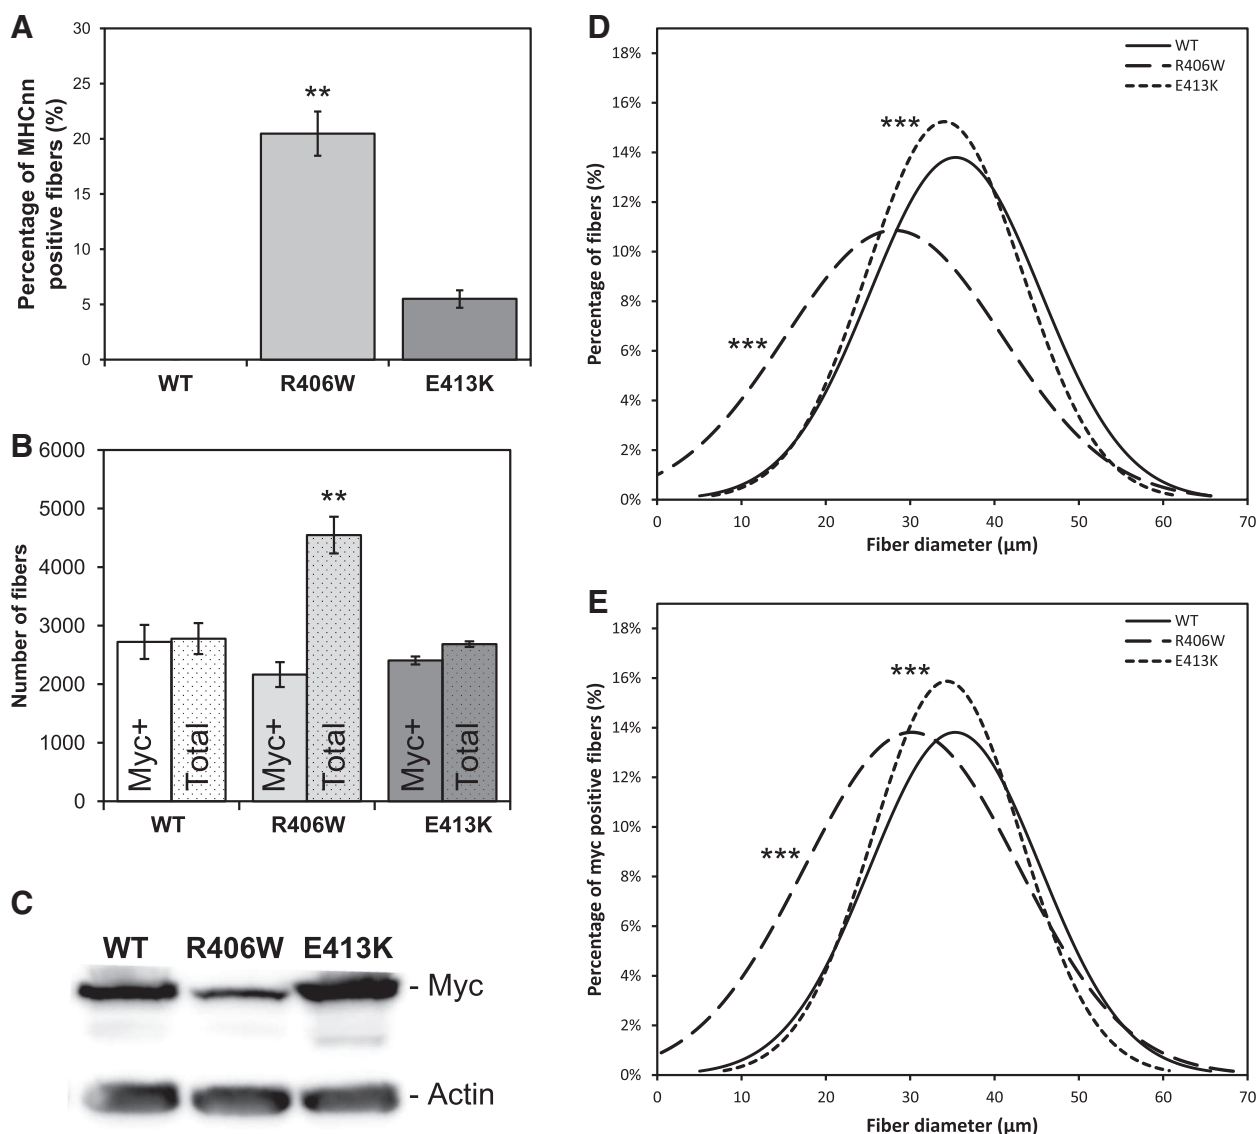 A
Percentage of MHCnn
positive fibers (%)
30
25
20
15
10
5
0
**
WT R406W E413K
B
Number of fibers
6000
5000
4000
3000
2000
1000
0
**
Myc+ Total Myc+ Total Myc+ Total
WT R406W E413K
C
WT R406W E413K
- Myc
- Actin
D
Percentage of fibers (%)
18%
16%
14%
12%
10%
8%
6%
4%
2%
0%
WT
R406W
E413K
***
***
0 10 20 30 40 50 60 70
Fiber diameter (µm)
E
Percentage of myc positive fibers (%)
18%
16%
14%
12%
10%
8%
6%
4%
2%
0%
WT
R406W
E413K
***
***
0 10 20 30 40 50 60 70
Fiber diameter (µm)